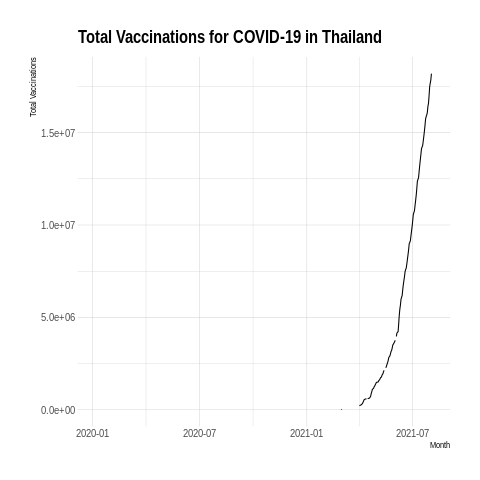 Total Vaccinations for COVID-19 in Thailand
Total Vaccinations
1.5e+07
1.0e+07
5.0e+06
0.0e+00
2020-01 2020-07 2021-01 2021-07
Month